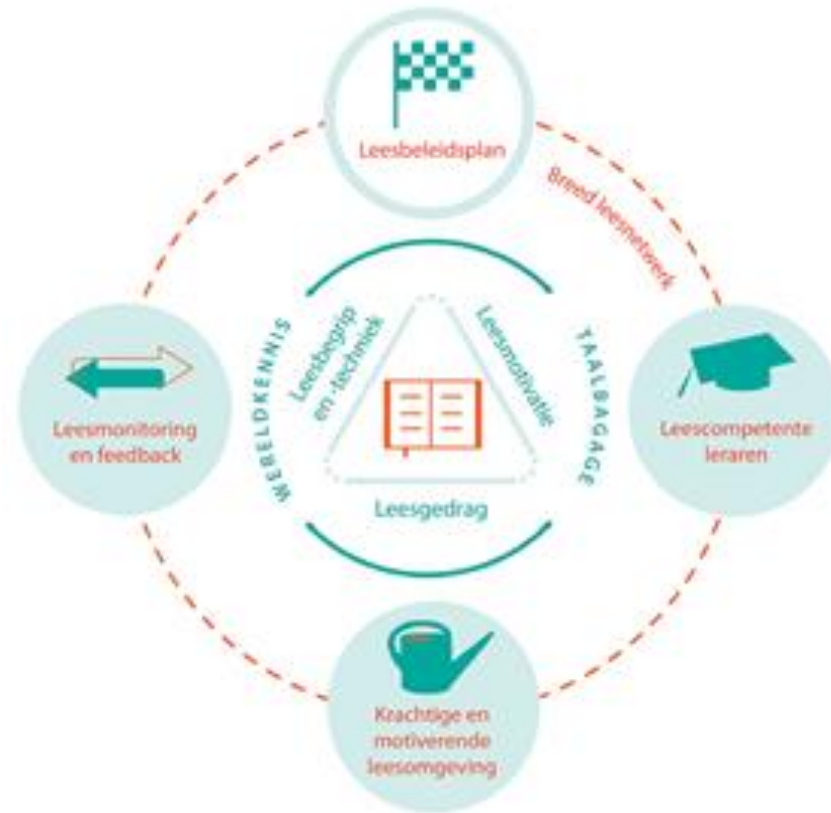 Leesbeleidsplan
Breed leesnetwerk
WERELDKENNIS
Leesbegrip
en -techniek
Leesmotivatie
TAALBAGAGE
Leesmonitoring
en feedback
Leescompetente
leraren
Leesgedrag
Krachtige en
motiverende
leesomgeving